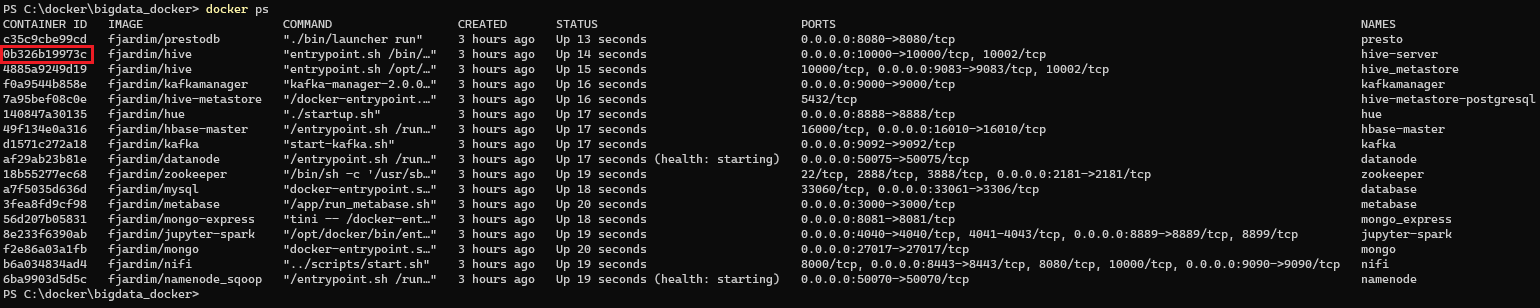 PS C:\docker\bigdata_docker> docker ps
CONTAINER ID   IMAGE                    COMMAND                  CREATED       STATUS                            PORTS                                                                                NAMES
c35c9cbe99cd   fjardim/prestodb         "./bin/launcher run"     3 hours ago   Up 13 seconds                     0.0.0.0:8080->8080/tcp                                                               presto
0b326b19973c   fjardim/hive             "entrypoint.sh /bin/…"   3 hours ago   Up 14 seconds                     0.0.0.0:10000->10000/tcp, 10002/tcp                                                  hive-server
4885a9249d19   fjardim/hive             "entrypoint.sh /opt/…"   3 hours ago   Up 15 seconds                     10000/tcp, 0.0.0.0:9083->9083/tcp, 10002/tcp                                         hive_metastore
f0a9544b858e   fjardim/kafkamanager     "kafka-manager-2.0.0…"   3 hours ago   Up 16 seconds                     0.0.0.0:9000->9000/tcp                                                               kafkamanager
7a95bef08c0e   fjardim/hive-metastore   "/docker-entrypoint.…"   3 hours ago   Up 16 seconds                     5432/tcp                                                                             hive-metastore-postgresql
140847a30135   fjardim/hue              "./startup.sh"           3 hours ago   Up 17 seconds                     0.0.0.0:8888->8888/tcp                                                               hue
49f134e0a316   fjardim/hbase-master     "/entrypoint.sh /run…"   3 hours ago   Up 17 seconds                     16000/tcp, 0.0.0.0:16010->16010/tcp                                                  hbase-master
d1571c272a18   fjardim/kafka            "start-kafka.sh"         3 hours ago   Up 17 seconds                     0.0.0.0:9092->9092/tcp                                                               kafka
af29ab23b81e   fjardim/datanode         "/entrypoint.sh /run…"   3 hours ago   Up 17 seconds (health: starting)   0.0.0.0:50075->50075/tcp                                                             datanode
18b55277ec68   fjardim/zookeeper        "/bin/sh -c '/usr/sb…"   3 hours ago   Up 19 seconds                     22/tcp, 2888/tcp, 3888/tcp, 0.0.0.0:2181->2181/tcp                                   zookeeper
a7f5035d636d   fjardim/mysql            "docker-entrypoint.s…"   3 hours ago   Up 18 seconds                     33060/tcp, 0.0.0.0:33061->3306/tcp                                                   database
3fea8fd9cf98   fjardim/metabase         "/app/run_metabase.sh"   3 hours ago   Up 20 seconds                     0.0.0.0:3000->3000/tcp                                                               metabase
56d207b05831   fjardim/mongo-express    "tini -- /docker-ent…"   3 hours ago   Up 18 seconds                     0.0.0.0:8081->8081/tcp                                                               mongo_express
8e233f6390ab   fjardim/jupyter-spark    "/opt/docker/bin/ent…"   3 hours ago   Up 19 seconds                     0.0.0.0:4040->4040/tcp, 4041-4043/tcp, 0.0.0.0:8889->8889/tcp, 8899/tcp              jupyter-spark
f2e86a03a1fb   fjardim/mongo            "docker-entrypoint.s…"   3 hours ago   Up 20 seconds                     0.0.0.0:27017->27017/tcp                                                             mongo
b6a034834ad4   fjardim/nifi             "../scripts/start.sh"    3 hours ago   Up 19 seconds                     8000/tcp, 0.0.0.0:8443->8443/tcp, 8080/tcp, 10000/tcp, 0.0.0.0:9090->9090/tcp        nifi
6ba9903d5d5c   fjardim/namenode_sqoop   "/entrypoint.sh /run…"   3 hours ago   Up 19 seconds (health: starting)   0.0.0.0:50070->50070/tcp                                                             namenode
PS C:\docker\bigdata_docker>